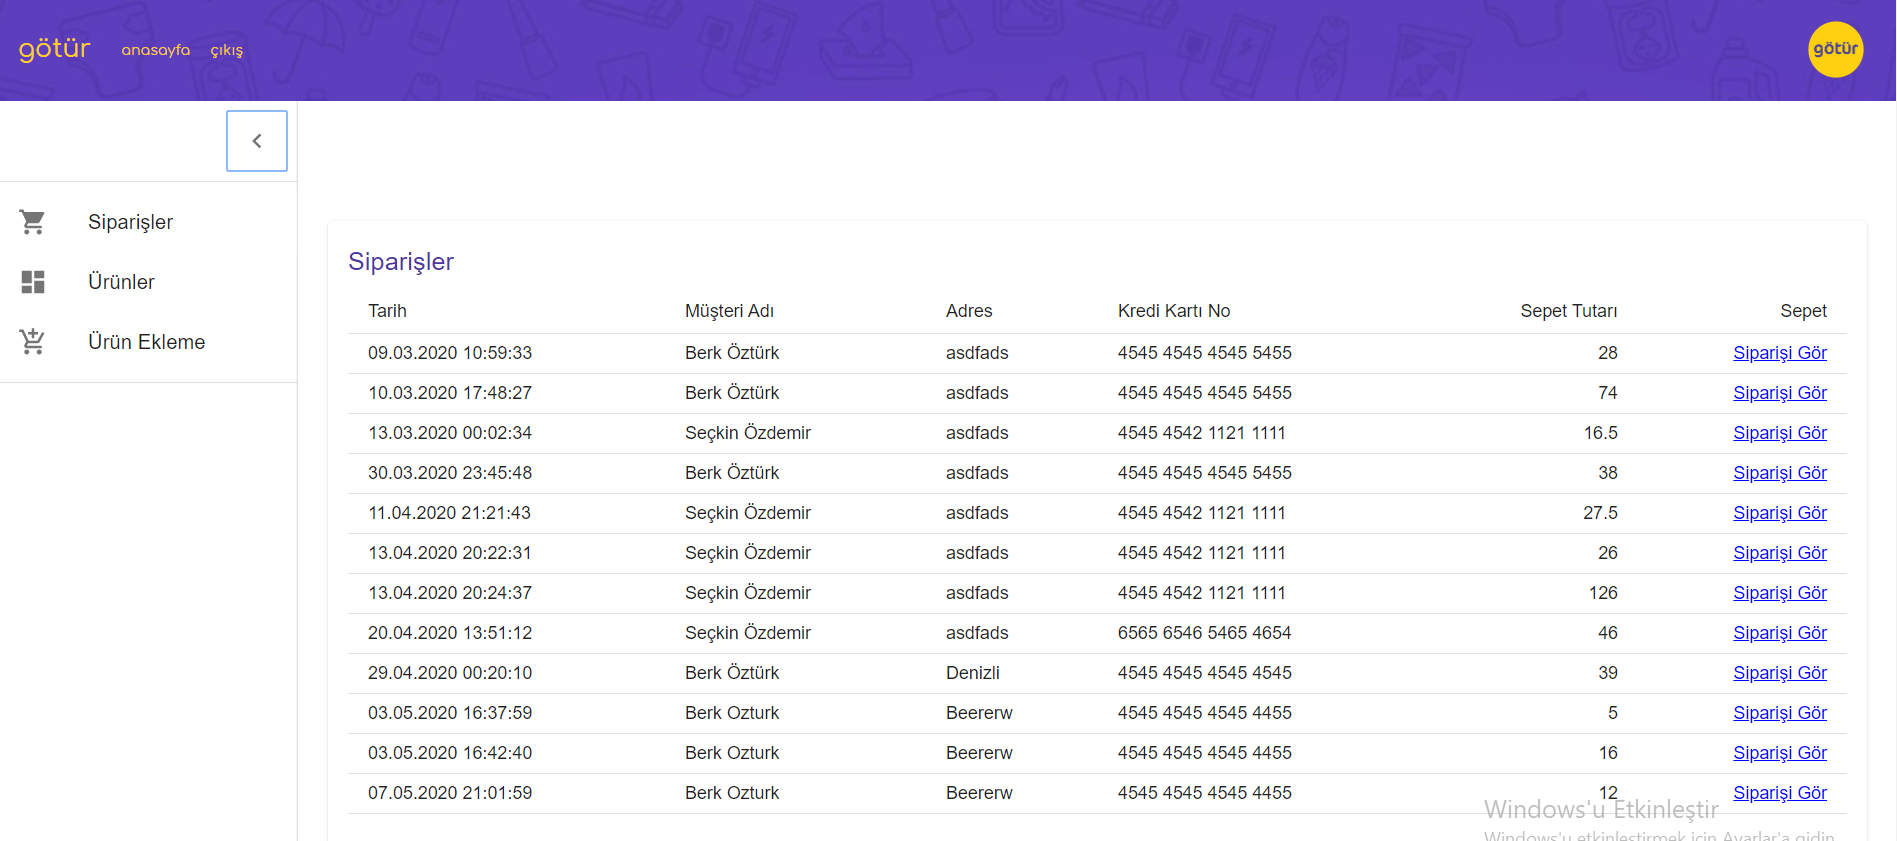 götür anasayfa çıkış götür
Siparişler
Ürünler
Ürün Ekleme
Siparişler
Tarih Müşteri Adı Adres Kredi Kartı No Sepet Tutarı Sepet
09.03.2020 10:59:33 Berk Öztürk asdfads 4545 4545 4545 5455 28 Siparişi Gör
10.03.2020 17:48:27 Berk Öztürk asdfads 4545 4545 4545 5455 74 Siparişi Gör
13.03.2020 00:02:34 Seçkin Özdemir asdfads 4545 4542 1121 1111 16.5 Siparişi Gör
30.03.2020 23:45:48 Berk Öztürk asdfads 4545 4545 4545 5455 38 Siparişi Gör
11.04.2020 21:21:43 Seçkin Özdemir asdfads 4545 4542 1121 1111 27.5 Siparişi Gör
13.04.2020 20:22:31 Seçkin Özdemir asdfads 4545 4542 1121 1111 26 Siparişi Gör
13.04.2020 20:24:37 Seçkin Özdemir asdfads 4545 4542 1121 1111 126 Siparişi Gör
20.04.2020 13:51:12 Seçkin Özdemir asdfads 6565 6546 5465 4654 46 Siparişi Gör
29.04.2020 00:20:10 Berk Öztürk Denizli 4545 4545 4545 4545 39 Siparişi Gör
03.05.2020 16:37:59 Berk Ozturk Beererw 4545 4545 4545 4455 5 Siparişi Gör
03.05.2020 16:42:40 Berk Ozturk Beererw 4545 4545 4545 4455 16 Siparişi Gör
07.05.2020 21:01:59 Berk Ozturk Beererw 4545 4545 4545 4455 12 Siparişi Gör
Windows'u Etkinleştir
Windows'u etkinleştirmek için Ayarlar'a gidin